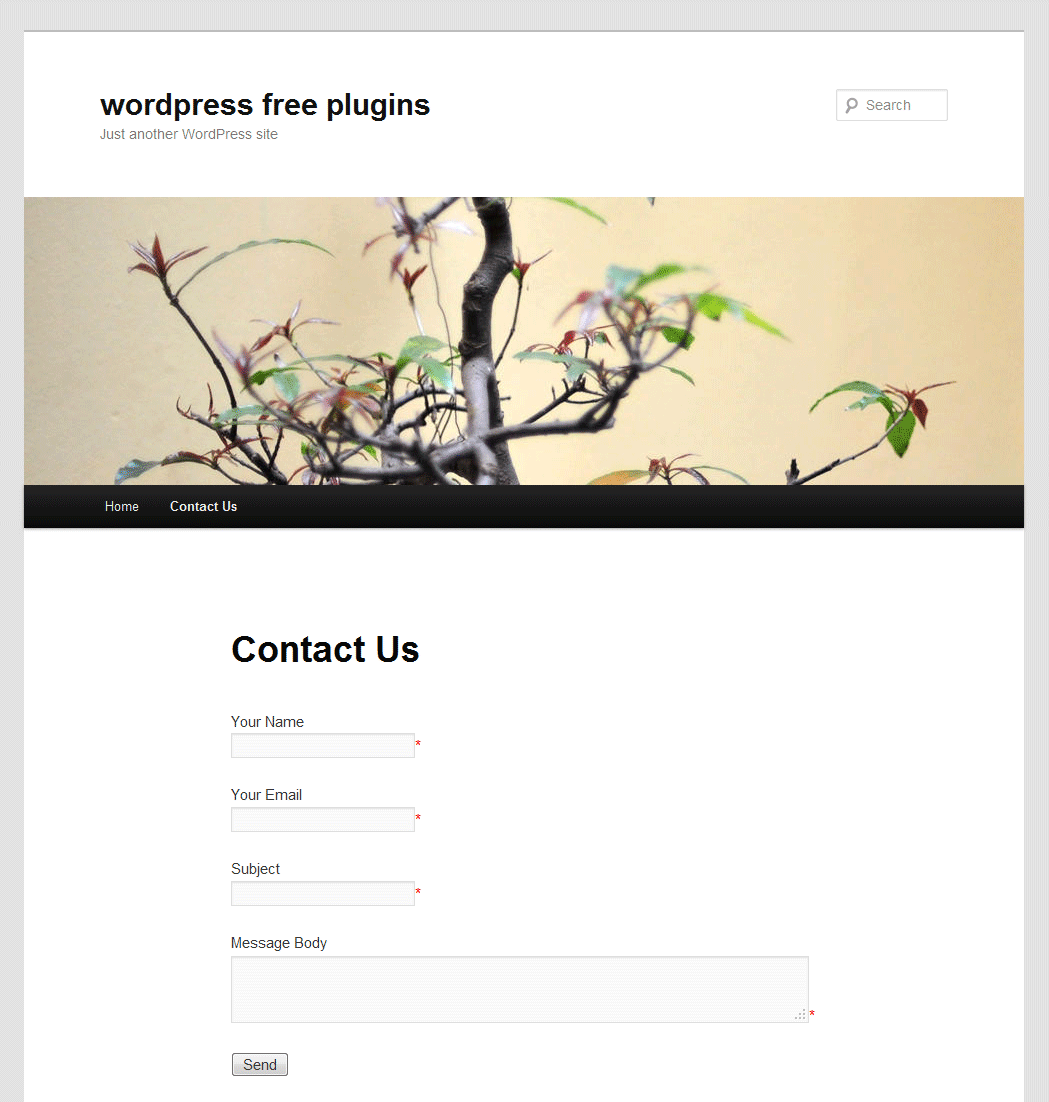 wordpress free plugins
Just another WordPress site
Search
Home Contact Us
Contact Us
Your Name
*
Your Email
*
Subject
*
Message Body
*
Send